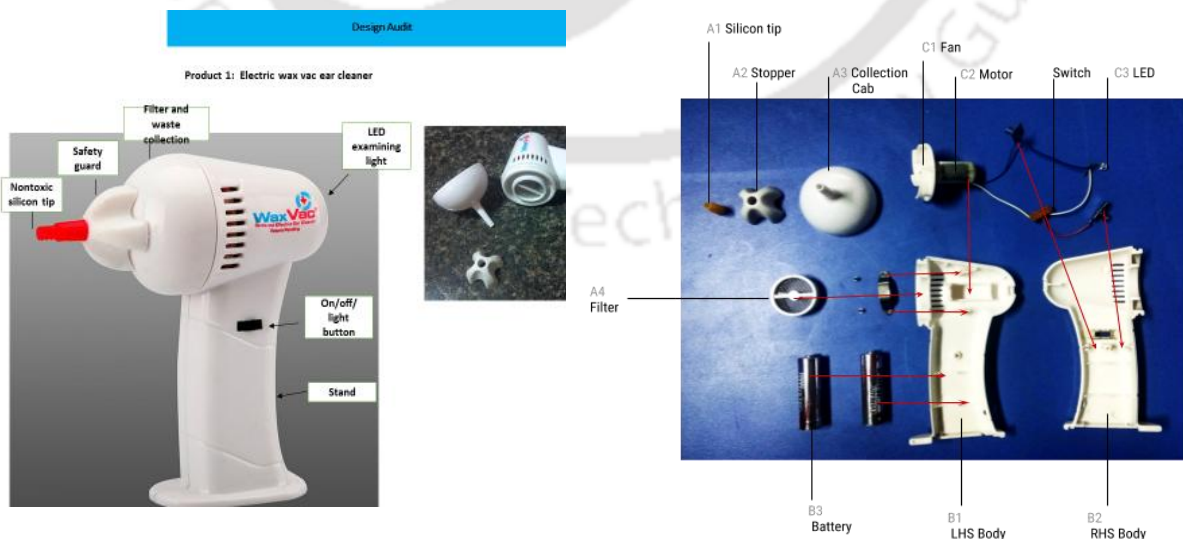 Design Audit
Product 1:  Electric wax vac ear cleaner
Filter and
waste
collection
LED
examining
light
Safety
guard
Nontoxic
silicon tip
WaxVac
On/off/
light
button
Stand
A1 Silicon tip
A2 Stopper
A3 Collection
Cab
C1 Fan
C2 Motor
Switch
C3 LED
A4
Filter
B3
Battery
B1
LHS Body
B2
RHS Body